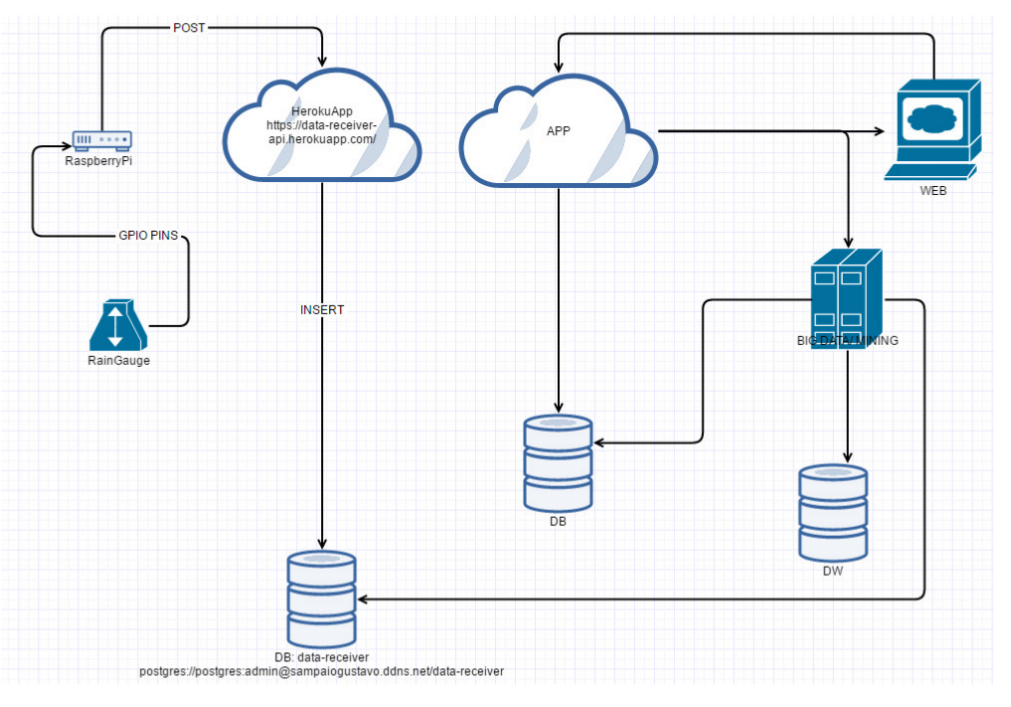 POST
HerokuApp
https://data-receiver-
api.herokuapp.com/
APP
RaspberryPi
WEB
GPIO PINS
INSERT
RainGauge
BIG DATA/MINING
DB
DW
DB: data-receiver
postgres://postgres:admin@sampaiogustavo.ddns.net/data-receiver